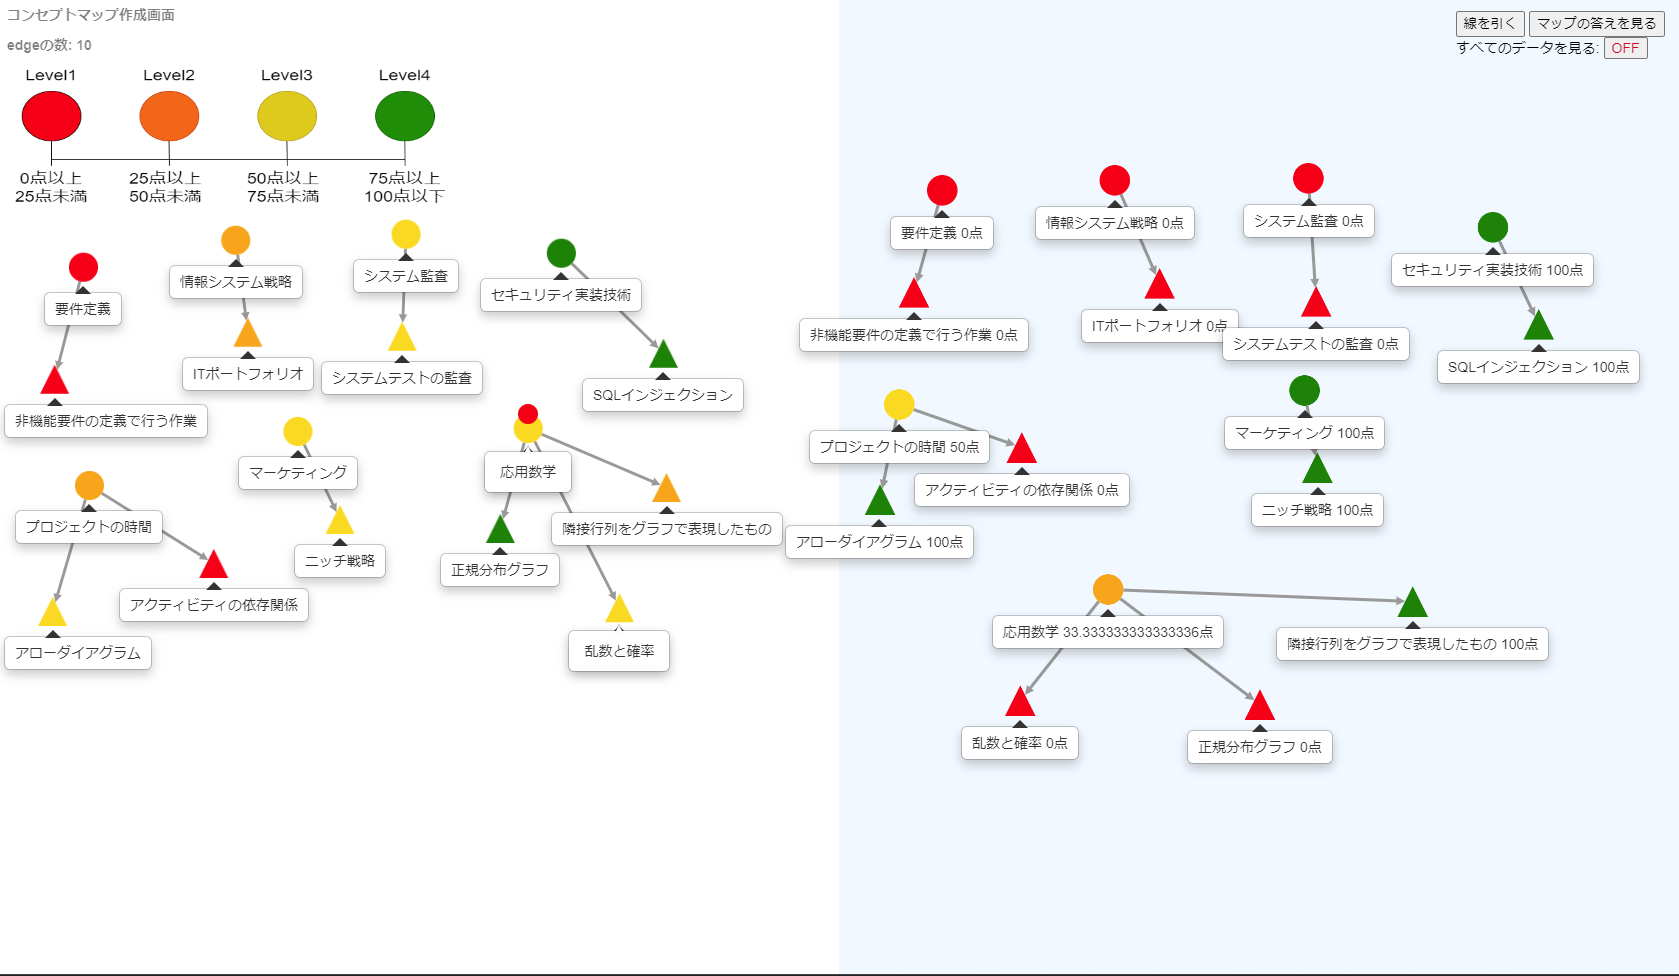 コンセプトマップ作成画面
edgeの数: 10
Level1
Level2
Level3
Level4
0点以上
25点未満
25点以上
50点未満
50点以上
75点未満
75点以上
100点以下
要件定義
情報システム戦略
システム監査
セキュリティ実装技術
非機能要件の定義で行う作業
ITポートフォリオ
システムテストの監査
SQLインジェクション
プロジェクトの時間
マーケティング
応用数学
隣接行列をグラフで表現したもの
ニッチ戦略
正規分布グラフ
アクティビティの依存関係
アローダイアグラム
乱数と確率
線を引く
マップの答えを見る
すべてのデータを見る: OFF
要件定義 0点
情報システム戦略 0点
システム監査 0点
セキュリティ実装技術 100点
非機能要件の定義で行う作業 0点
ITポートフォリオ 0点
システムテストの監査 0点
SQLインジェクション 100点
プロジェクトの時間 50点
マーケティング 100点
アクティビティの依存関係 0点
ニッチ戦略 100点
アローダイアグラム 100点
応用数学 33.333333333333336点
隣接行列をグラフで表現したもの 100点
乱数と確率 0点
正規分布グラフ 0点